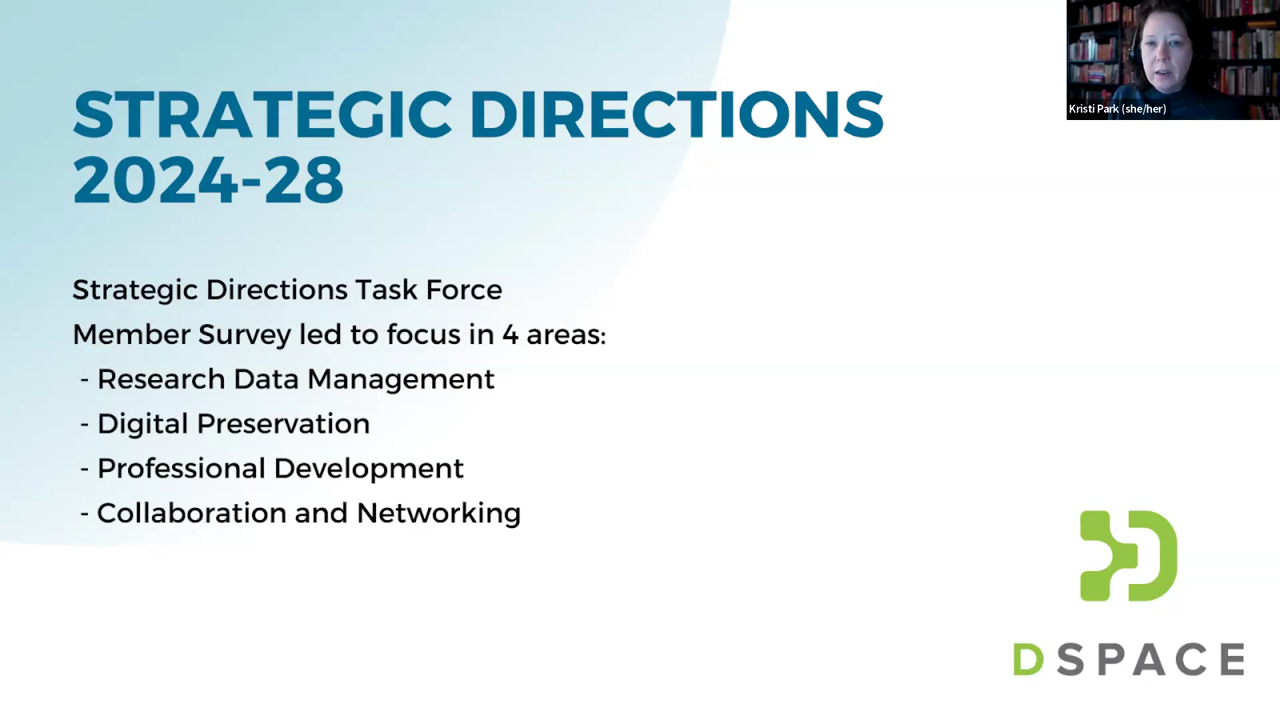 STRATEGIC DIRECTIONS
2024-28
Kristi Park (she/her)
Strategic Directions Task Force
Member Survey led to focus in 4 areas:
- Research Data Management
- Digital Preservation
- Professional Development
- Collaboration and Networking
DSPACE